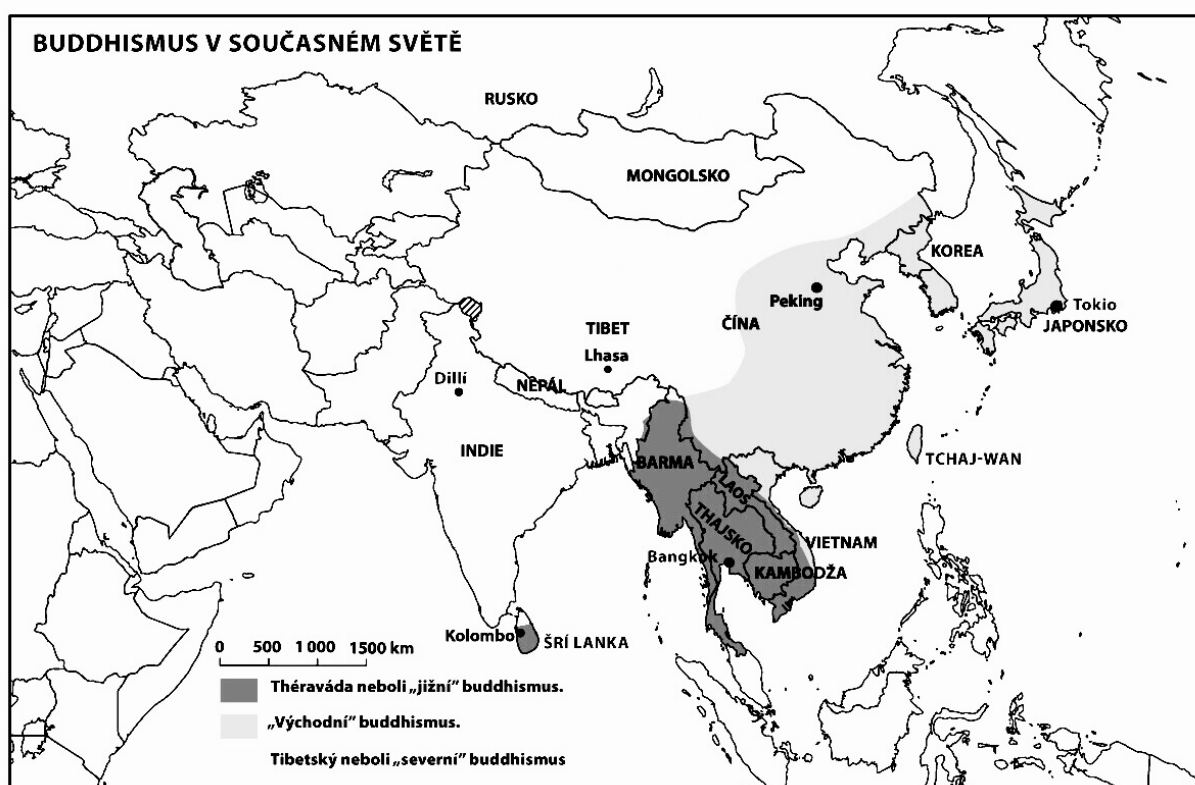 BUDDHISMUS V SOUČASNÉM SVĚTĚ
RUSKO
MONGOLSKO
KOREA
Peking
Tokio
JAPONSKO
ČÍNA
TIBET
Lhasa
Dillí
NEPÁL
INDIE
BARMA
TCHAJ-WAN
LAOS
THAJSKO
VIETNAM
Bangkok
KAMBODŽA
Kolombo
ŠRÍ LANKA
0 500 1 000 1 500 km
Théraváda neboli „jižní” buddhismus.
„Východní” buddhismus.
Tibetský neboli „severní” buddhismus